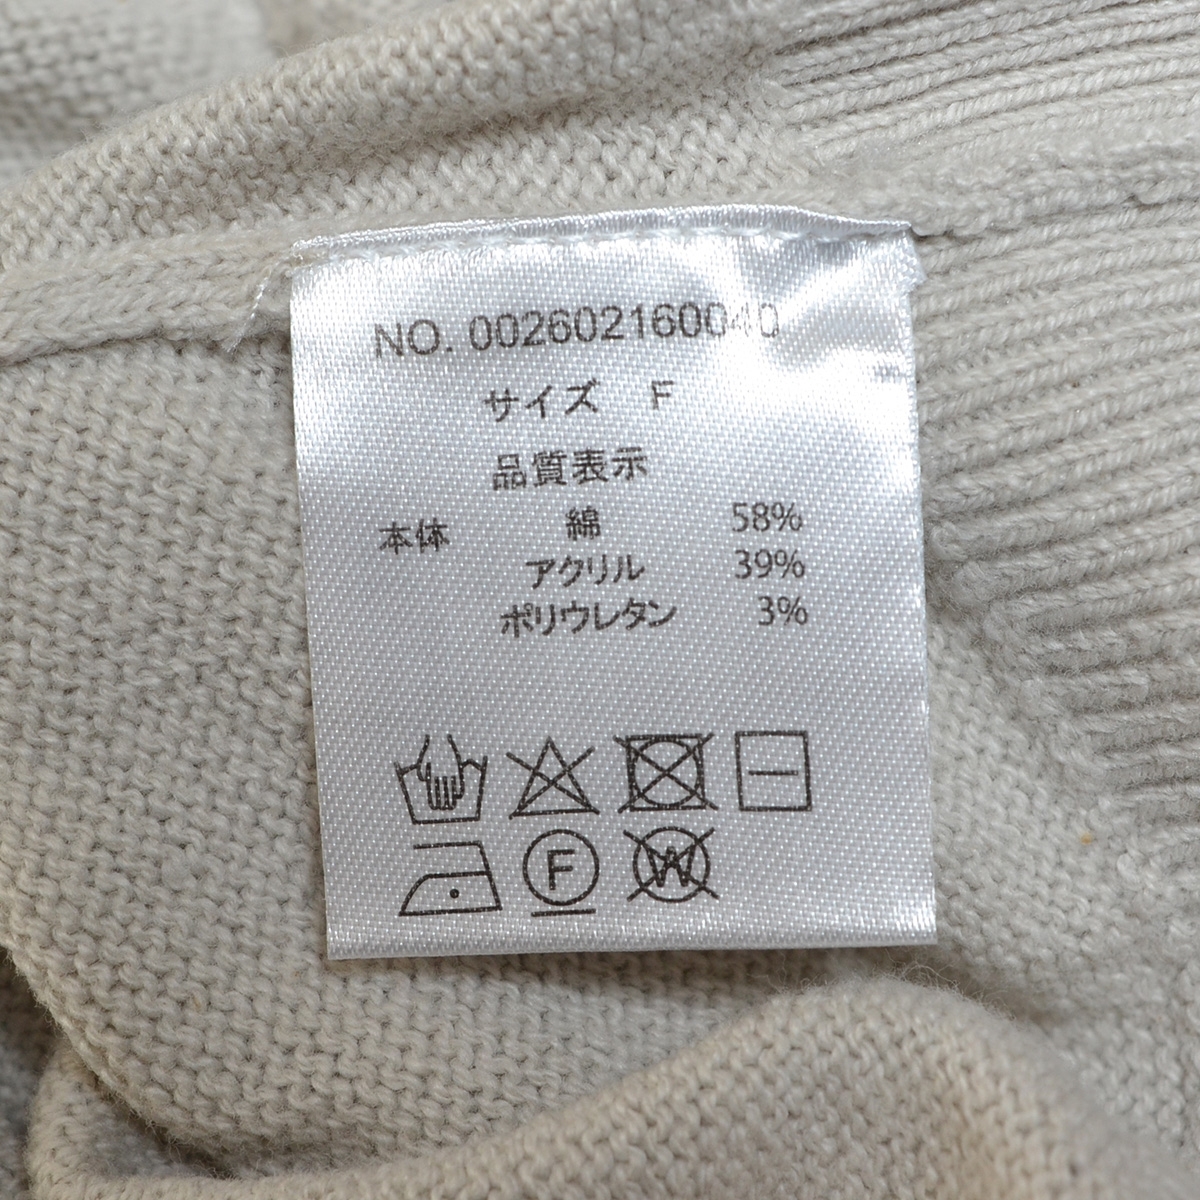 NO. 002602160040
サイズ F
品質表示
本体 綿 58%
アクリル 39%
ポリウレタン 3%
F W